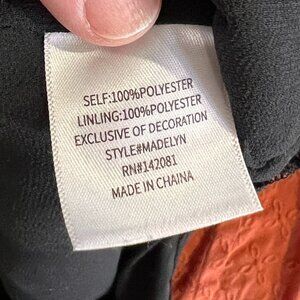 SELF:100%POLYESTER
LINLING:100%POLYESTER
EXCLUSIVE OF DECORATION
STYLE#MADELYN
RN#142081
MADE IN CHAINA